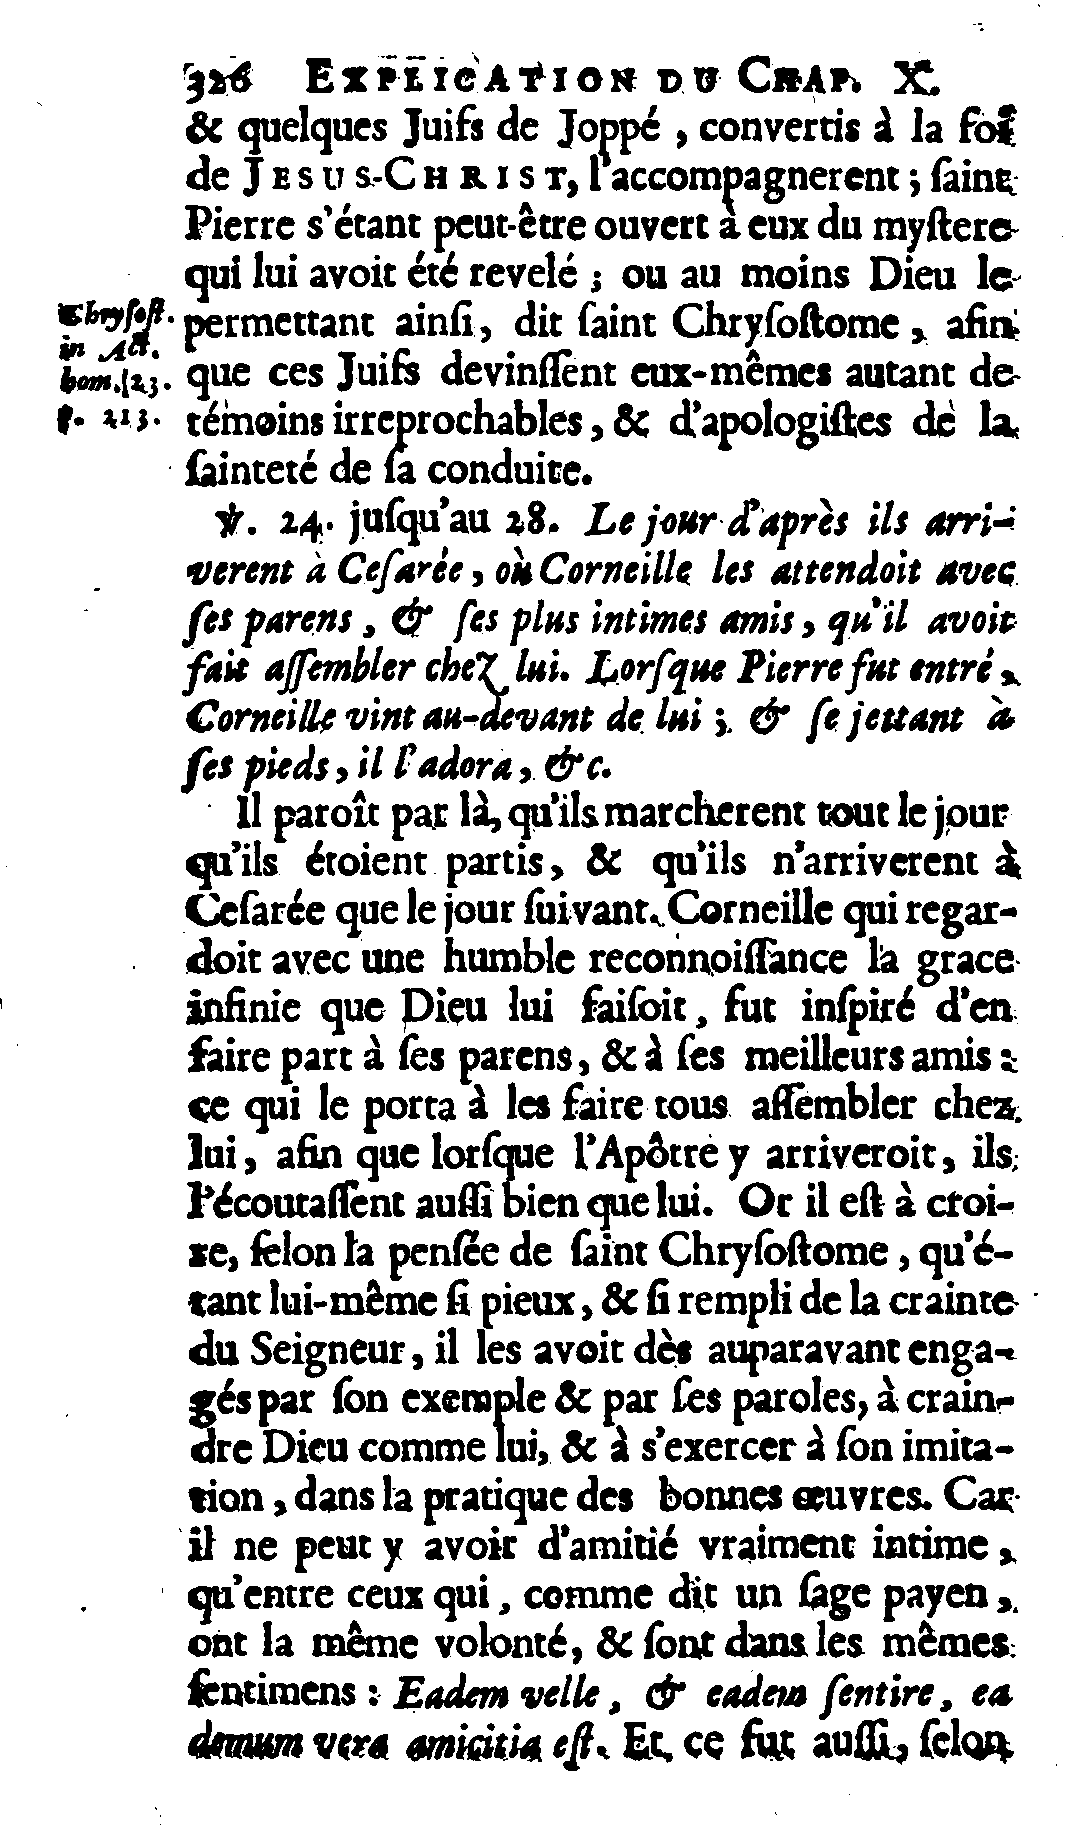 326 EXPLICATION DU CHAP. X.
& quelques Juifs de Joppé, convertis à la foi
de JESUS-CHRIST, l'accompagnerent ; ſaint
Pierre s'étant peut-être ouvert à eux du myſtere
qui lui avoit été revelé ; ou au moins Dieu le
Chryſoſt.
in Act.
hom. 23.
p. 213.
permettant ainſi, dit ſaint Chryſoſtome, afin
que ces Juifs devinſſent eux-mêmes autant de
témoins irreprochables, & d'apologiſtes de la
ſainteté de ſa conduite.
℣. 24. juſqu'au 28. Le jour d'après ils arri-
verent à Ceſarée, où Corneille les attendoit avec
ſes parens, & ſes plus intimes amis, qu'il avoit
fait aſſembler chez lui. Lorſque Pierre fut entré,
Corneille vint au-devant de lui ; & ſe jettant à
ſes pieds, il l'adora, &c.
Il paroît par là, qu'ils marcherent tout le jour
qu'ils étoient partis, & qu'ils n'arriverent à
Ceſarée que le jour ſuivant. Corneille qui regar-
doit avec une humble reconnoiſſance la grace
infinie que Dieu lui faiſoit, fut inſpiré d'en
faire part à ſes parens, & à ſes meilleurs amis :
ce qui le porta à les faire tous aſſembler chez
lui, afin que lorſque l'Apôtre y arriveroit, ils
l'écoutaſſent auſſi bien que lui. Or il eſt à croi-
re, ſelon la penſée de ſaint Chryſoſtome, qu'é-
tant lui-même ſi pieux, & ſi rempli de la crainte
du Seigneur, il les avoit dès auparavant enga-
gés par ſon exemple & par ſes paroles, à crain-
dre Dieu comme lui, & à s'exercer à ſon imita-
tion, dans la pratique des bonnes œuvres. Car
il ne peut y avoir d'amitié vraiment intime,
qu'entre ceux qui, comme dit un ſage payen,
ont la même volonté, & ſont dans les mêmes
ſentimens : Eadem velle, & eadem ſentire, ea
demum vera amicitia eſt. Et ce fut auſſi, ſelon